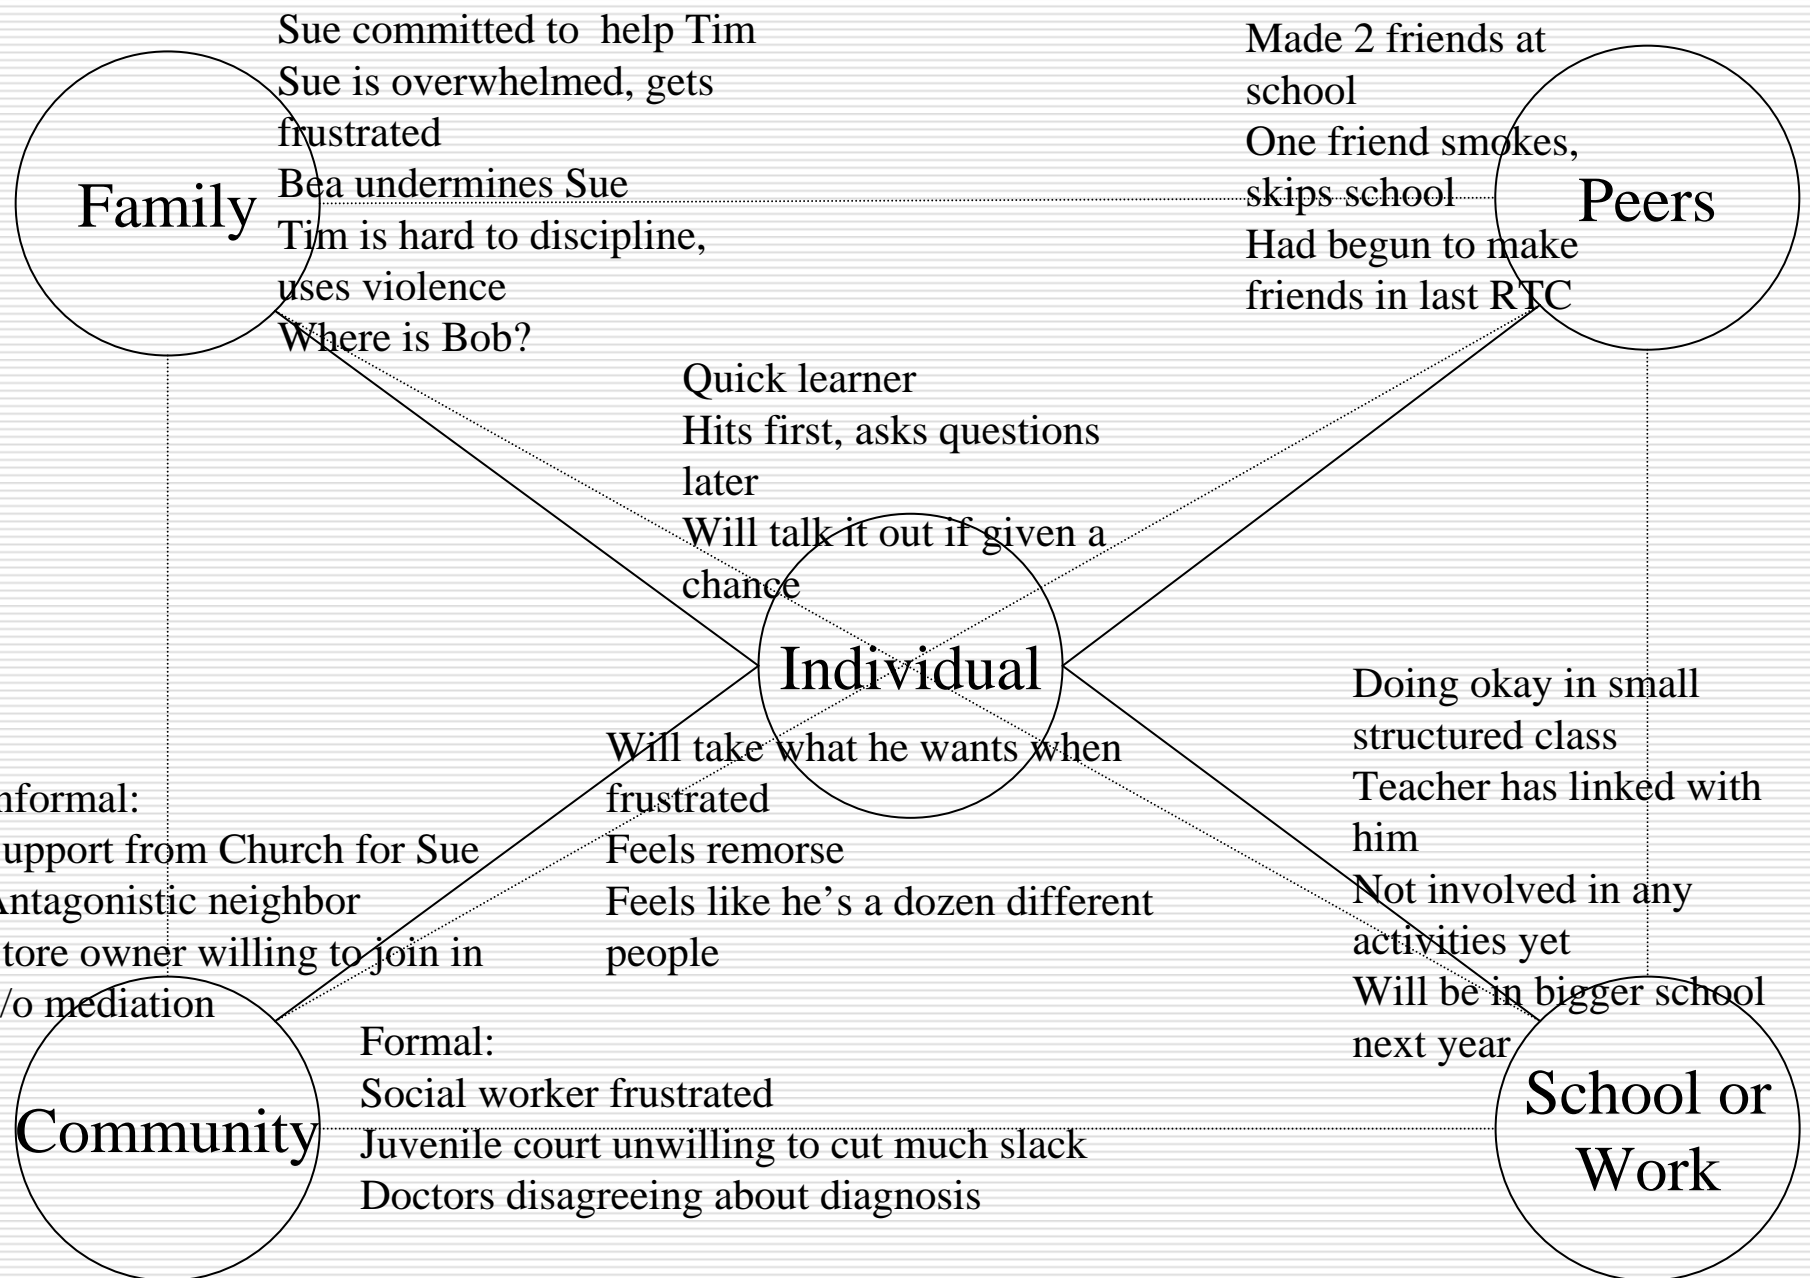 Sue committed to  help Tim
Sue is overwhelmed, gets
frustrated
Bea undermines Sue
Tim is hard to discipline,
uses violence
Where is Bob?
Family
Made 2 friends at
school
One friend smokes,
skips school
Had begun to make
friends in last RTC
Peers
Quick learner
Hits first, asks questions
later
Will talk it out if given a
chance
Individual
Will take what he wants when
frustrated
Feels remorse
Feels like he’s a dozen different
people
Doing okay in small
structured class
Teacher has linked with
him
Not involved in any
activities yet
Will be in bigger school
next year
School or
Work
nformal:
upport from Church for Sue
Antagonistic neighbor
tore owner willing to join in
/o mediation
Community
Formal:
Social worker frustrated
Juvenile court unwilling to cut much slack
Doctors disagreeing about diagnosis